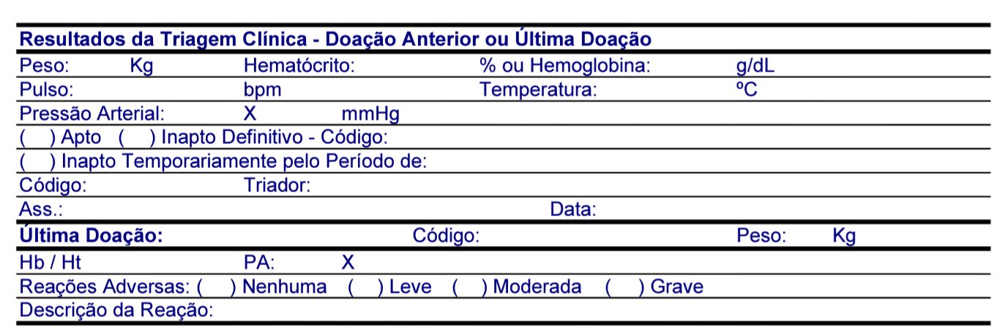 Resultados da Triagem Clínica - Doação Anterior ou Última Doação
Peso: Kg Hematócrito: % ou Hemoglobina: g/dL
Pulso: bpm Temperatura: ºC
Pressão Arterial: X mmHg
( ) Apto ( ) Inapto Definitivo - Código:
( ) Inapto Temporariamente pelo Período de:
Código: Triador:
Ass.: Data:
Última Doação: Código: Peso: Kg
Hb / Ht PA: X
Reações Adversas: ( ) Nenhuma ( ) Leve ( ) Moderada ( ) Grave
Descrição da Reação: